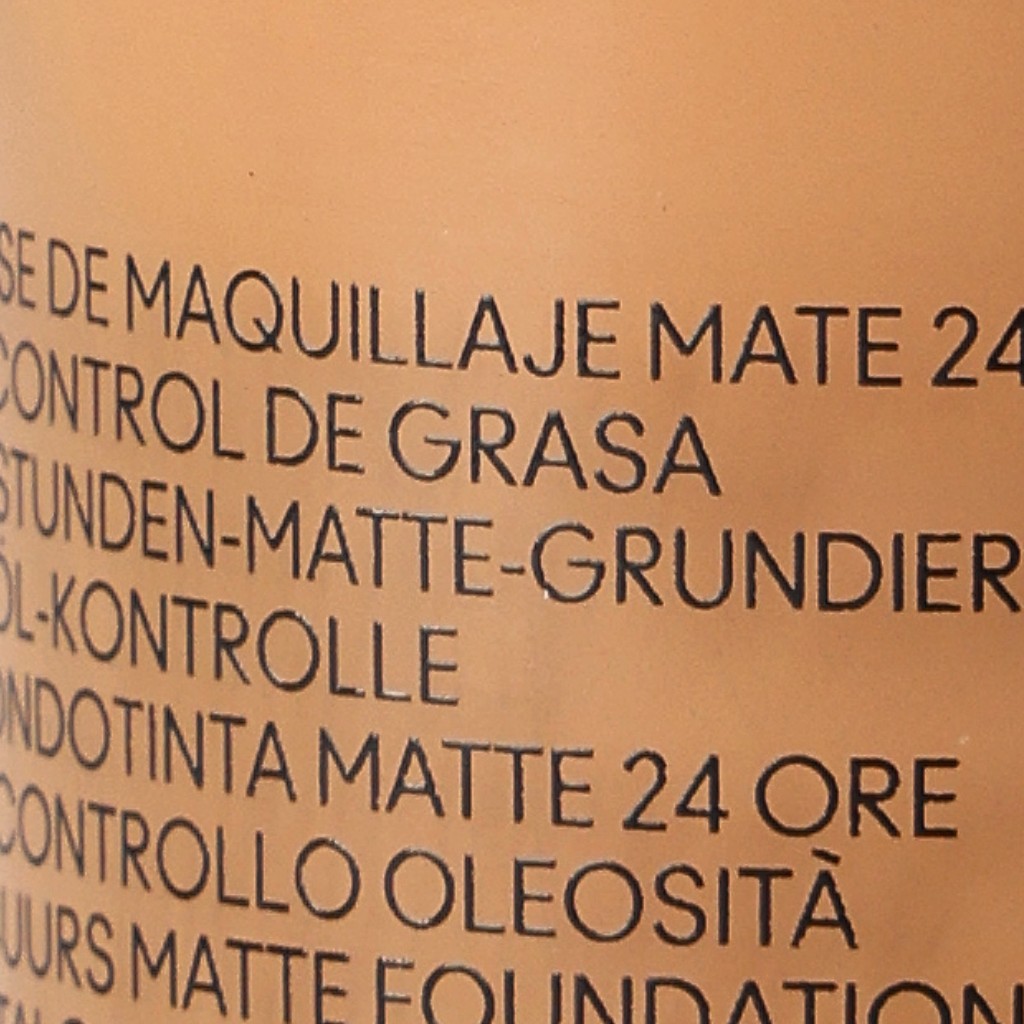 SE DE MAQUILLAJE MATE 24
CONTROL DE GRASA
STUNDEN-MATTE-GRUNDIER
ÖL-KONTROLLE
ONDOTINTA MATTE 24 ORE
CONTROLLO OLEOSITÀ
UURS MATTE FOUNDATION